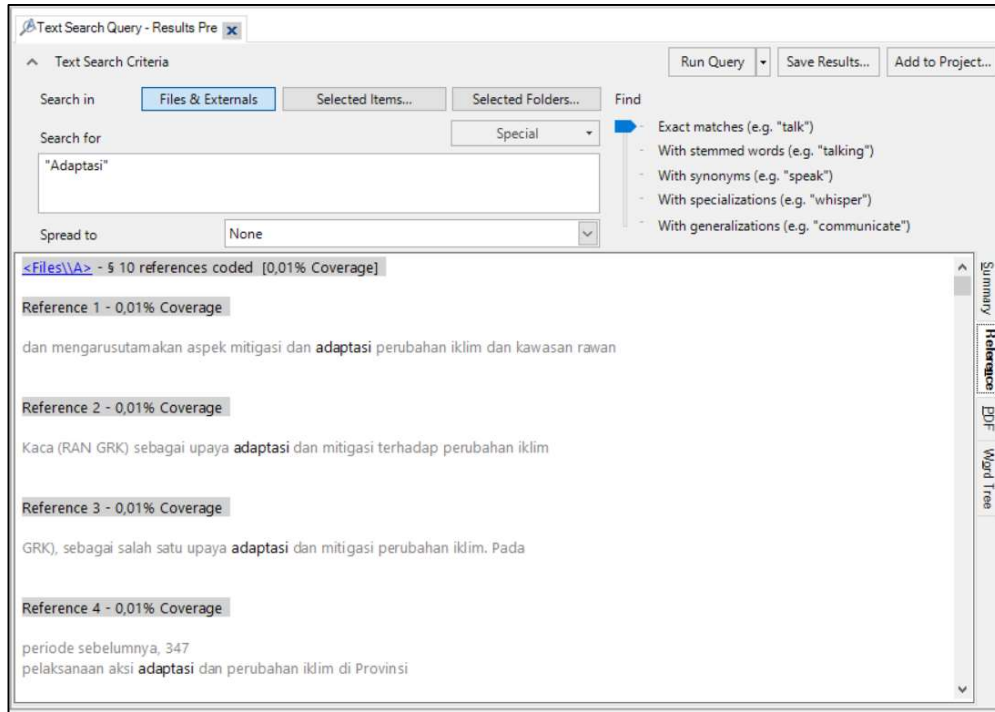 Text Search Query - Results Pre
Text Search Criteria
Run Query
Save Results...
Add to Project...
Search in
Files & Externals
Selected Items...
Selected Folders...
Find
Search for
Special
Exact matches (e.g. "talk")
With stemmed words (e.g. "talking")
With synonyms (e.g. "speak")
With specializations (e.g. "whisper")
With generalizations (e.g. "communicate")
"Adaptasi"
Spread to
None
<Files\\A> - § 10 references coded [0,01% Coverage]
Reference 1 - 0,01% Coverage
dan mengarusutamakan aspek mitigasi dan adaptasi perubahan iklim dan kawasan rawan
Reference 2 - 0,01% Coverage
Kaca (RAN GRK) sebagai upaya adaptasi dan mitigasi terhadap perubahan iklim
Reference 3 - 0,01% Coverage
GRK), sebagai salah satu upaya adaptasi dan mitigasi perubahan iklim. Pada
Reference 4 - 0,01% Coverage
periode sebelumnya, 347
pelaksanaan aksi adaptasi dan perubahan iklim di Provinsi
Summary
Reference
PDF
Word Tree